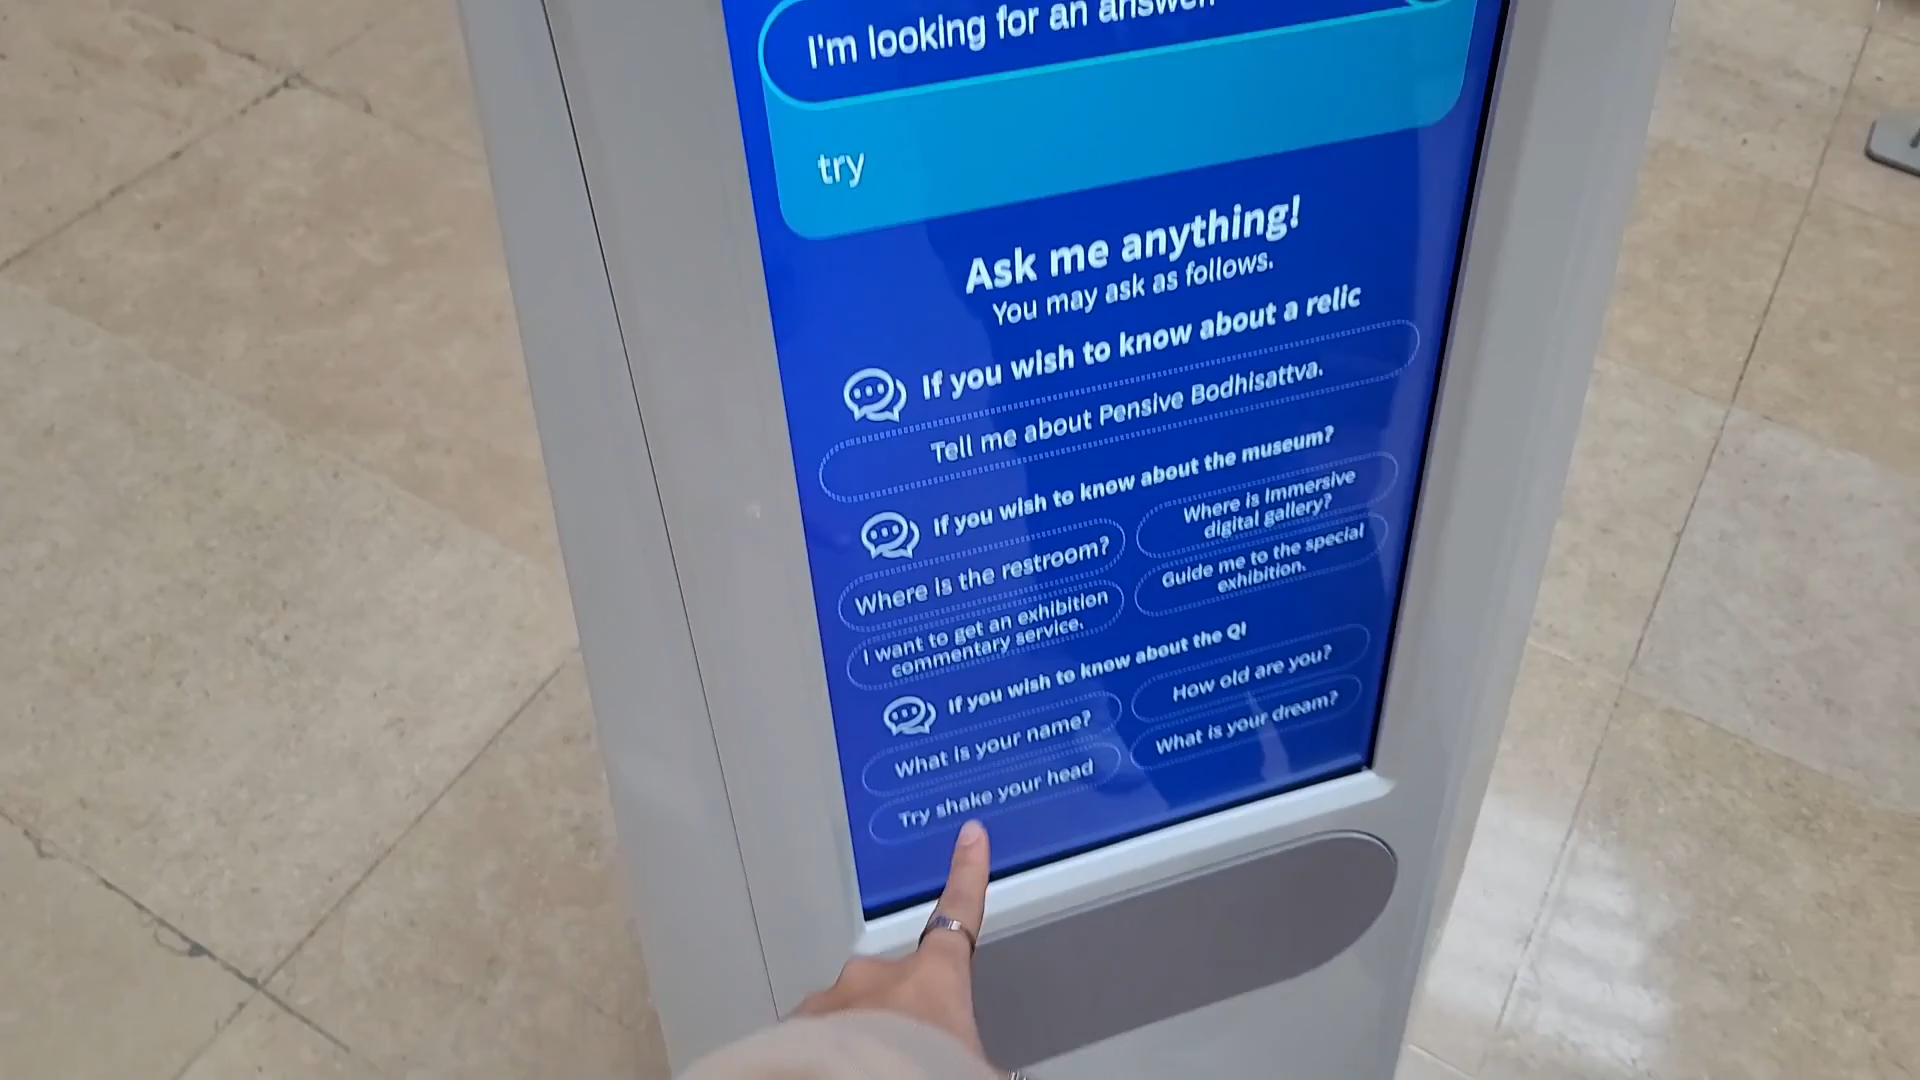 I'm looking for an answer.
try
Ask me anything!
You may ask as follows.
If you wish to know about a relic
Tell me about Pensive Bodhisattva.
If you wish to know about the museum?
Where is the restroom?
Where is Immersive
digital gallery?
I want to get an exhibition
commentary service.
Guide me to the special
exhibition.
If you wish to know about the QI
What is your name?
How old are you?
Try shake your head
What is your dream?